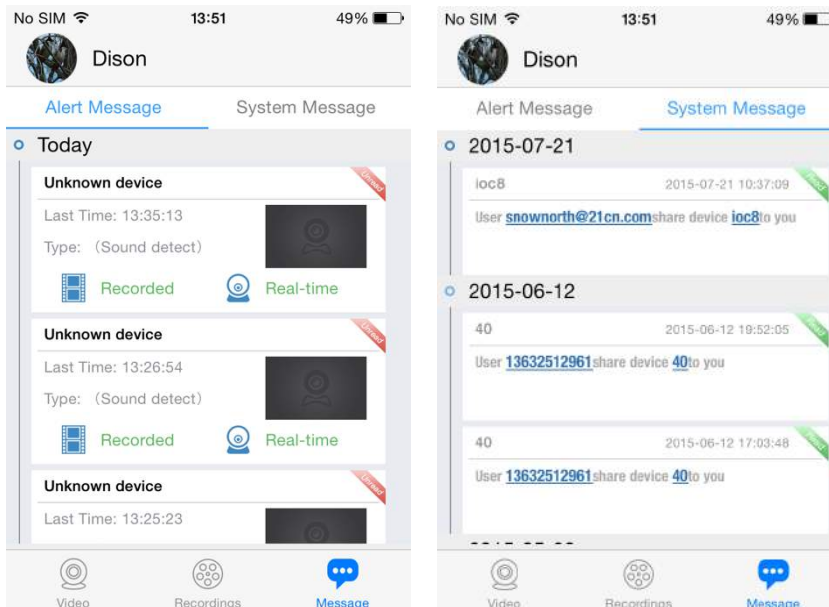 No SIM 13:51 49%
Dison
Alert Message System Message
Today
Unknown device Unread
Last Time: 13:35:13
Type: （Sound detect）
Recorded Real-time
Unknown device Unread
Last Time: 13:26:54
Type: （Sound detect）
Recorded Real-time
Unknown device Unread
Last Time: 13:25:23
Video Recordings Message
No SIM 13:51 49%
Dison
Alert Message System Message
2015-07-21
ioc8 2015-07-21 10:37:09 Read
User snownorth@21cn.comshare device ioc8to you
2015-06-12
40 2015-06-12 19:52:05 Read
User 13632512961share device 40to you
40 2015-06-12 17:03:48 Read
User 13632512961share device 40to you
Video Recordings Message